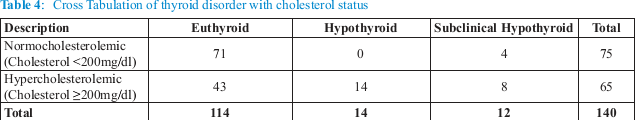 Table 4: Cross Tabulation of thyroid disorder with cholesterol status
Description Euthyroid Hypothyroid Subclinical Hypothyroid Total
Normocholesterolemic
(Cholesterol <200mg/dl) 71 0 4 75
Hypercholesterolemic
(Cholesterol ≥200mg/dl) 43 14 8 65
Total 114 14 12 140